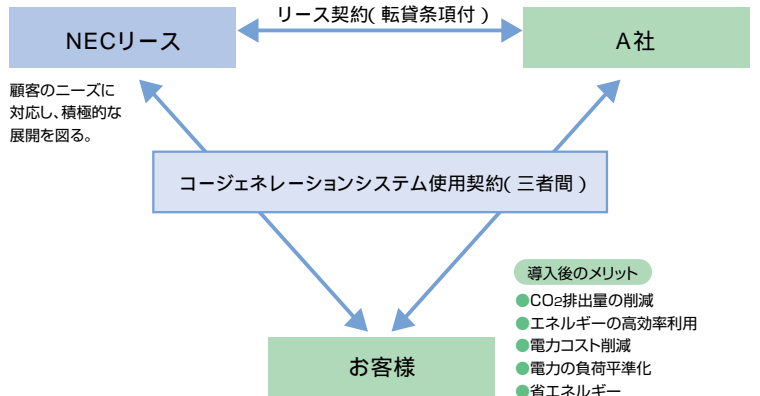 リース契約(転貸条項付)
NECリース
A社
顧客のニーズに
対応し、積極的な
展開を図る。
コージェネレーションシステム使用契約(三者間)
導入後のメリット
●CO2排出量の削減
●エネルギーの高効率利用
●電力コスト削減
●電力の負荷平準化
●省エネルギー
お客様